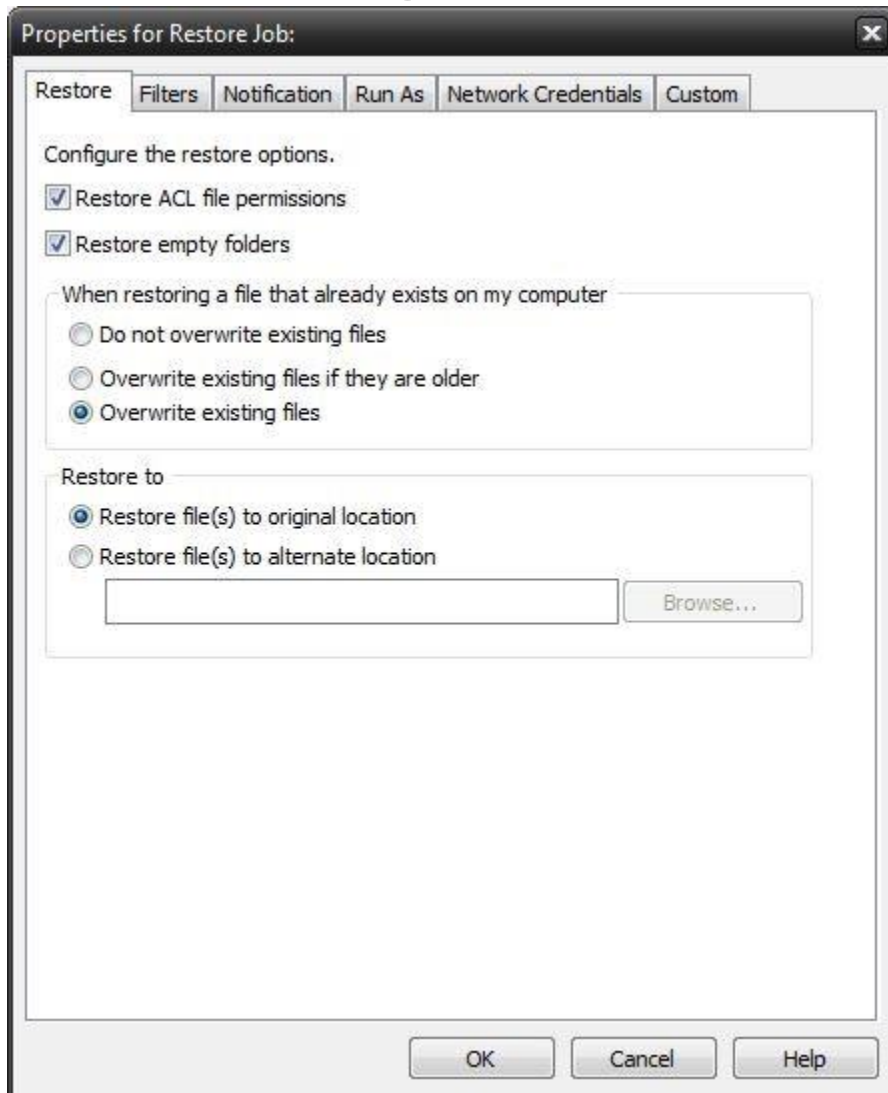 Properties for Restore Job:
Restore Filters Notification Run As Network Credentials Custom
Configure the restore options.
Restore ACL file permissions
Restore empty folders
When restoring a file that already exists on my computer
Do not overwrite existing files
Overwrite existing files if they are older
Overwrite existing files
Restore to
Restore file(s) to original location
Restore file(s) to alternate location
Browse...
OK Cancel Help